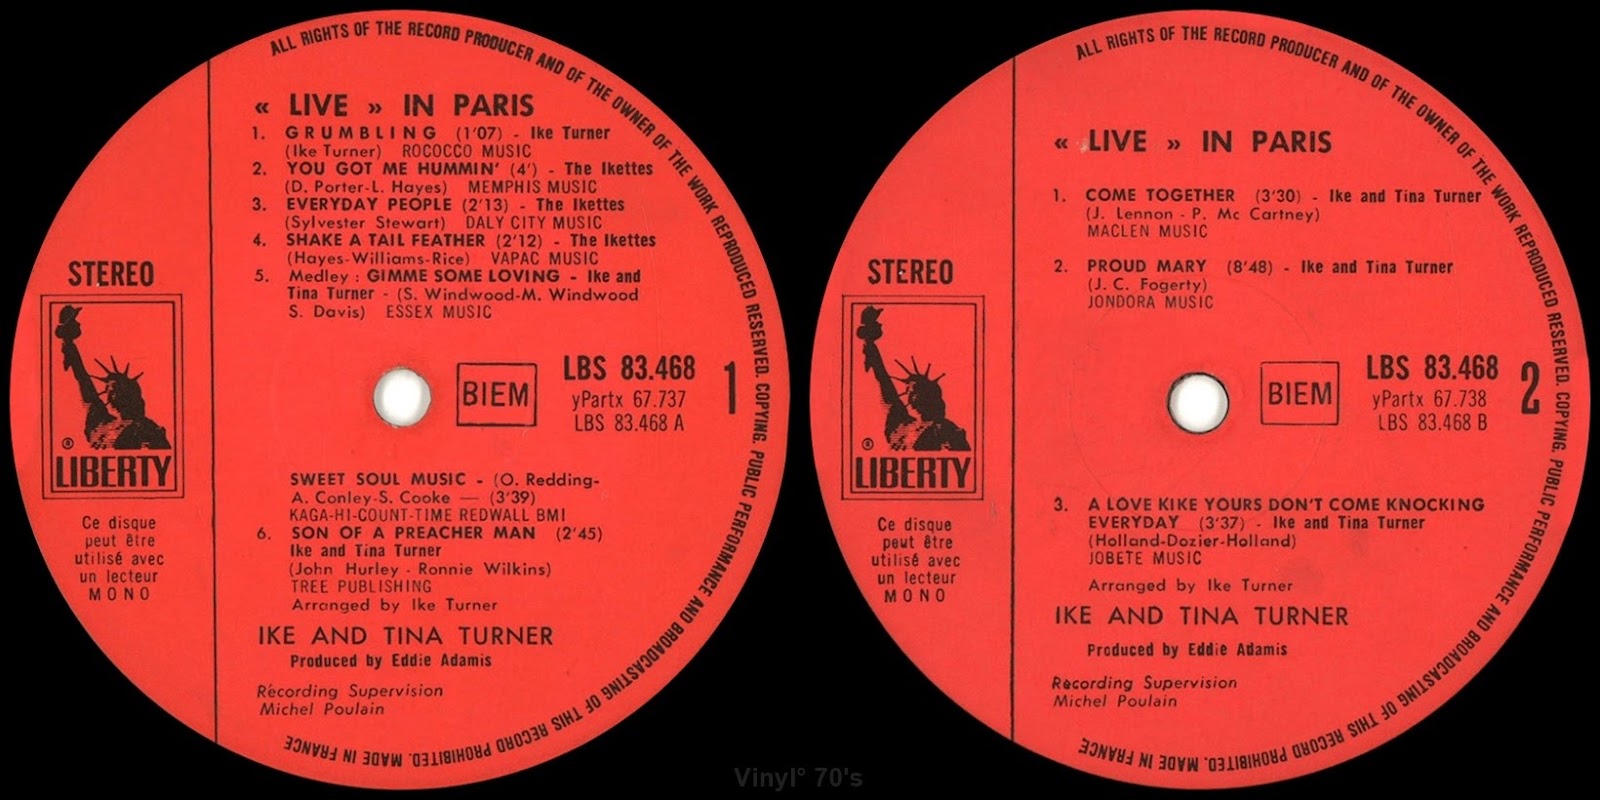 ALL RIGHTS OF THE RECORD PRODUCER AND OF THE OWNER OF THE WORK REPRODUCED RESERVED. COPYING, PUBLIC PERFORMANCE AND BROADCASTING OF THIS RECORD PROHIBITED. MADE IN FRANCE
« LIVE » IN PARIS
1. GRUMBLING (1'07) - Ike Turner
(Ike Turner) ROCOCCO MUSIC
2. YOU GOT ME HUMMIN' (4') - The Ikettes
(D. Porter-L. Hayes) MEMPHIS MUSIC
3. EVERYDAY PEOPLE (2'13) - The Ikettes
(Sylvester Stewart) DALY CITY MUSIC
4. SHAKE A TAIL FEATHER (2'12) - The Ikettes
(Hayes-Williams-Rice) VAPAC MUSIC
5. Medley : GIMME SOME LOVING - Ike and
Tina Turner - (S. Windwood-M. Windwood
S. Davis) ESSEX MUSIC
STEREO
®
LIBERTY
Ce disque
peut être
utilisé avec
un lecteur
MONO
BIEM
LBS 83.468
yPartx 67.737
LBS 83.468 A
1
SWEET SOUL MUSIC - (O. Redding-
A. Conley-S. Cooke — (3'39)
KAGA-HI-COUNT-TIME REDWALL BMI
6. SON OF A PREACHER MAN (2'45)
Ike and Tina Turner
(John Hurley - Ronnie Wilkins)
TREE PUBLISHING
Arranged by Ike Turner
IKE AND TINA TURNER
Produced by Eddie Adamis
Récording Supervision
Michel Poulain
ALL RIGHTS OF THE RECORD PRODUCER AND OF THE OWNER OF THE WORK REPRODUCED RESERVED. COPYING, PUBLIC PERFORMANCE AND BROADCASTING OF THIS RECORD PROHIBITED. MADE IN FRANCE
« LIVE » IN PARIS
1. COME TOGETHER (3'30) - Ike and Tina Turner
(J. Lennon - P. Mc Cartney)
MACLEN MUSIC
2. PROUD MARY (8'48) - Ike and Tina Turner
(J. C. Fogerty)
JONDORA MUSIC
STEREO
®
LIBERTY
Ce disque
peut être
utilisé avec
un lecteur
MONO
BIEM
LBS 83.468
yPartx 67.738
LBS 83.468 B
2
3. A LOVE KIKE YOURS DON'T COME KNOCKING
EVERYDAY (3'37) - Ike and Tina Turner
(Holland-Dozier-Holland)
JOBETE MUSIC
Arranged by Ike Turner
IKE AND TINA TURNER
Produced by Eddie Adamis
Recording Supervision
Michel Poulain
Vinyl° 70's